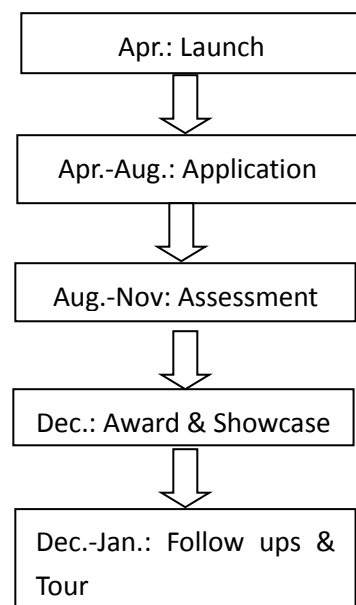 Apr.: Launch
Apr.-Aug.: Application
Aug.-Nov: Assessment
Dec.: Award & Showcase
Dec.-Jan.: Follow ups &
Tour